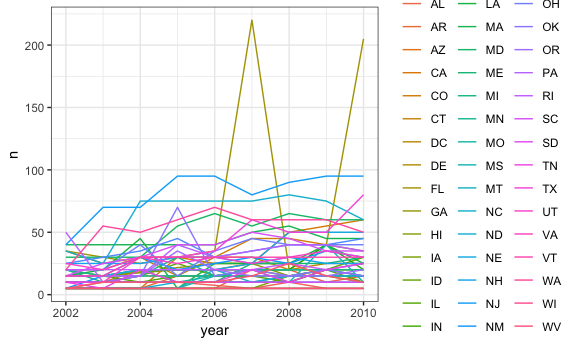 200
150
100
50
0
n
2002
2004
2006
2008
2010
year
AL LA OH
AR MA OK
AZ MD OR
CA ME PA
CO MI RI
CT MN SC
DC MO SD
DE MS TN
FL MT TX
GA NC UT
HI ND VA
IA NE VT
ID NH WA
IL NJ WI
IN NM WV